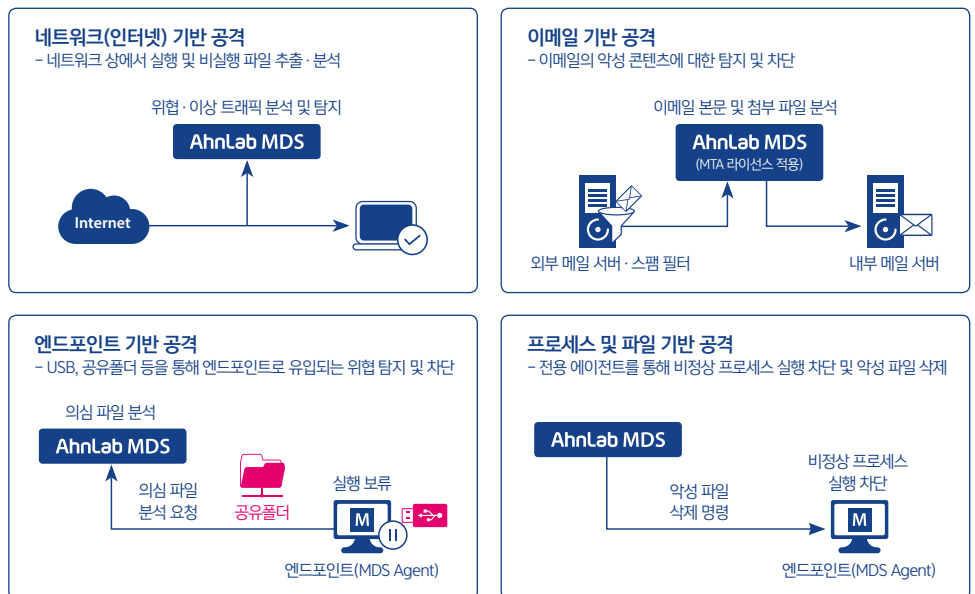 네트워크(인터넷) 기반 공격
– 네트워크 상에서 실행 및 비실행 파일 추출 · 분석
위협 · 이상 트래픽 분석 및 탐지
AhnLab MDS
Internet
이메일 기반 공격
– 이메일의 악성 콘텐츠에 대한 탐지 및 차단
이메일 본문 및 첨부 파일 분석
AhnLab MDS
(MTA 라이선스 적용)
외부 메일 서버 · 스팸 필터
내부 메일 서버
엔드포인트 기반 공격
– USB, 공유폴더 등을 통해 엔드포인트로 유입되는 위협 탐지 및 차단
의심 파일 분석
AhnLab MDS
의심 파일
분석 요청
공유폴더
실행 보류
M
엔드포인트(MDS Agent)
프로세스 및 파일 기반 공격
– 전용 에이전트를 통해 비정상 프로세스 실행 차단 및 악성 파일 삭제
AhnLab MDS
악성 파일
삭제 명령
비정상 프로세스
실행 차단
M
엔드포인트(MDS Agent)